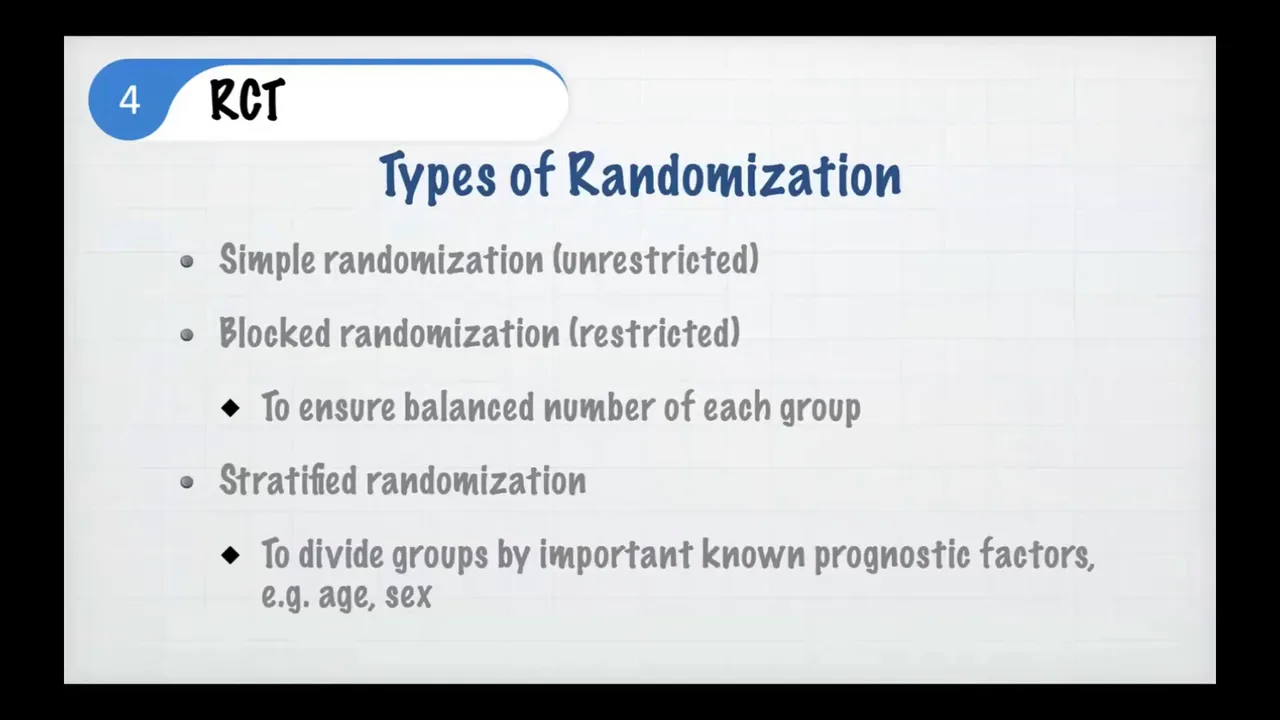 4 RCT
Types of Randomization
Simple randomization (unrestricted)
Blocked randomization (restricted)
To ensure balanced number of each group
Stratified randomization
To divide groups by important known prognostic factors,
e.g. age, sex